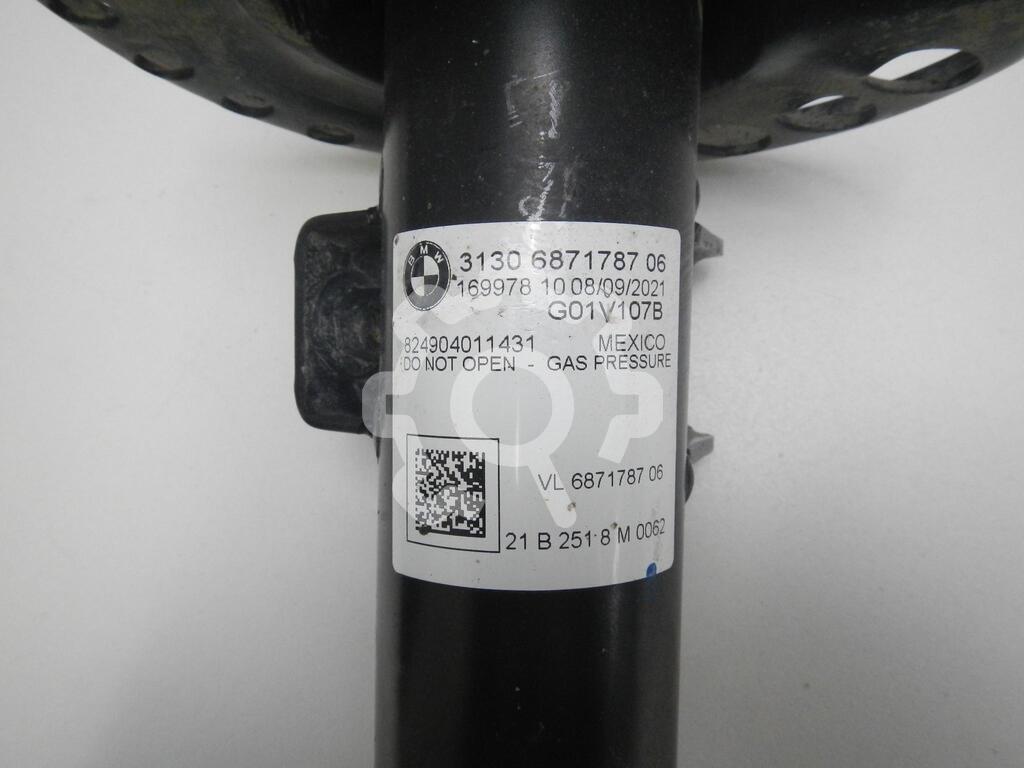 BMW
3130 6871787 06
169978 10 08/09/2021
G01V107B
824904011431 MEXICO
DO NOT OPEN - GAS PRESSURE
VL 6871787 06
21 B 251 8 M 0062